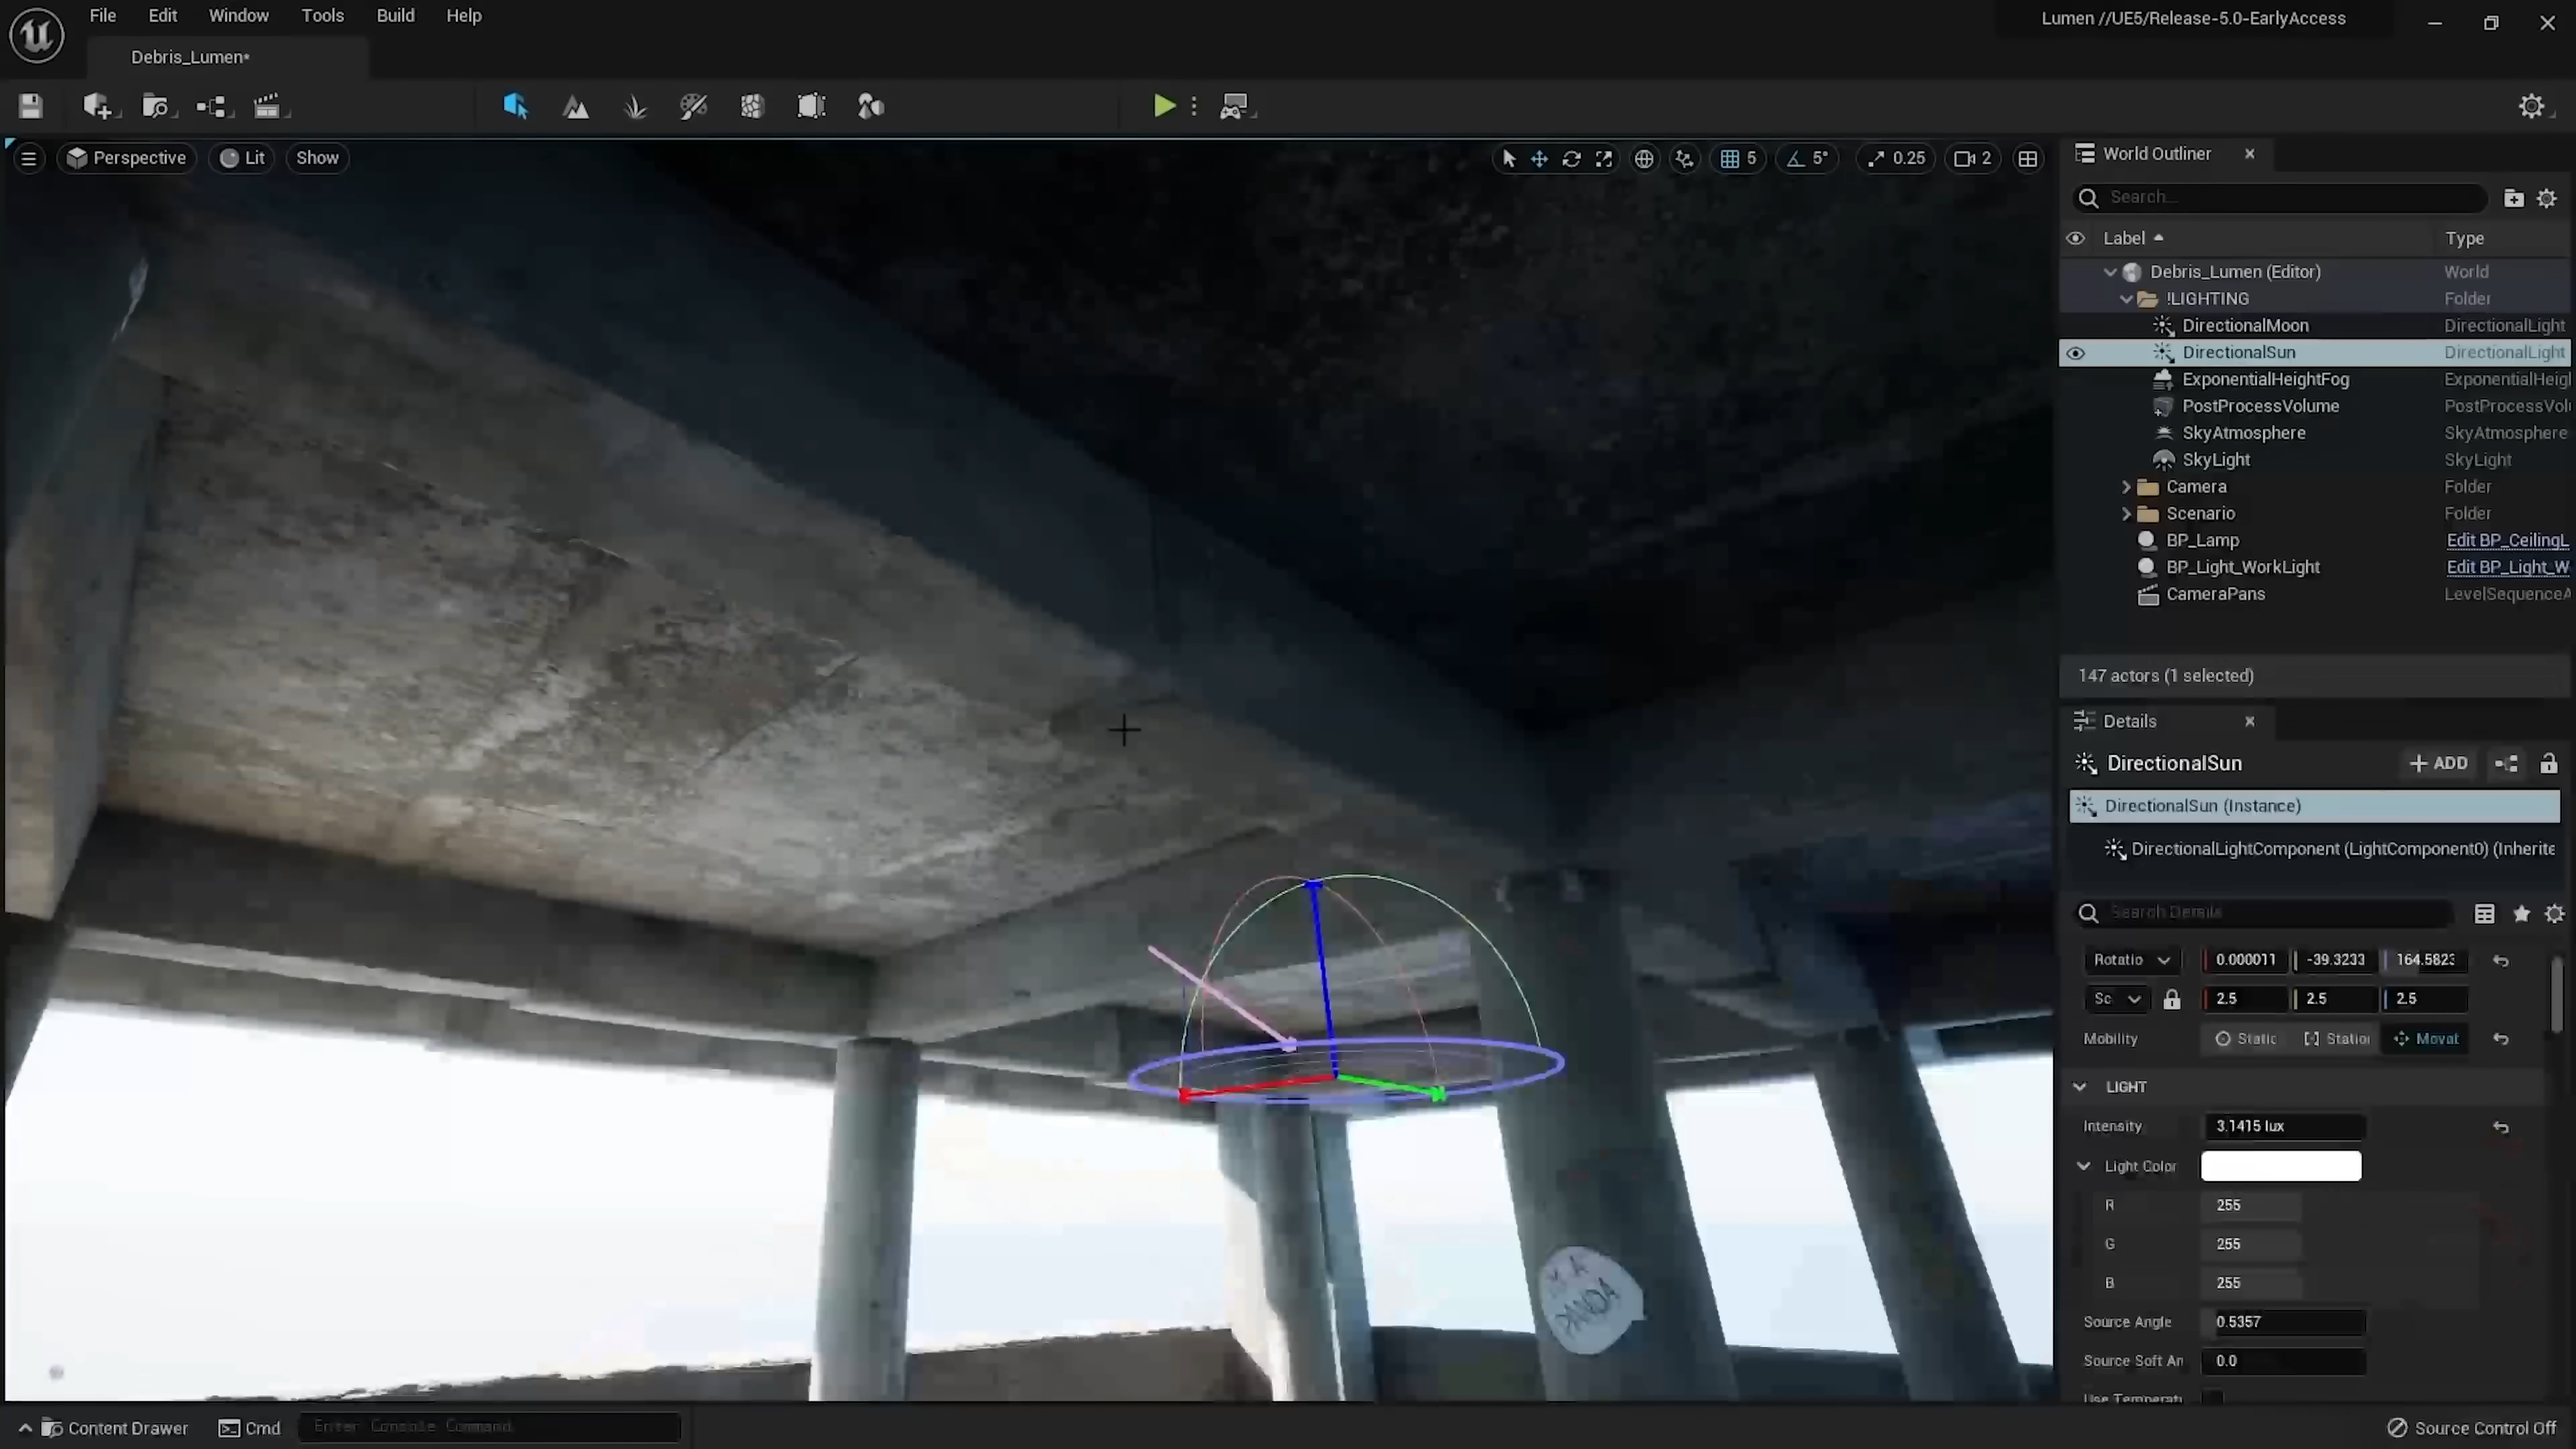 File Edit Window Tools Build Help
Lumen //UE5/Release-5.0-EarlyAccess
Debris_Lumen*
Perspective Lit Show
5 5° 0.25 2
World Outliner
Search...
Label Type
Debris_Lumen (Editor) World
!LIGHTING Folder
DirectionalMoon DirectionalLight
DirectionalSun DirectionalLight
ExponentialHeightFog ExponentialHeigl
PostProcessVolume PostProcessVolu
SkyAtmosphere SkyAtmosphere
SkyLight SkyLight
Camera Folder
Scenario Folder
BP_Lamp Edit BP_CeilingL
BP_Light_WorkLight Edit BP_Light_W
CameraPans LevelSequenceA
147 actors (1 selected)
Details
DirectionalSun + ADD
DirectionalSun (Instance)
DirectionalLightComponent (LightComponent0) (Inherite
Search Details
Rotatio 0.000011 -39.3233 164.5823
Sc 2.5 2.5 2.5
Mobility Static Station Movat
LIGHT
Intensity 3.1415 lux
Light Color
R 255
G 255
B 255
Source Angle 0.5357
Source Soft An 0.0
Use Temperatu
PANDA
Content Drawer Cmd Enter Console Command Source Control Off